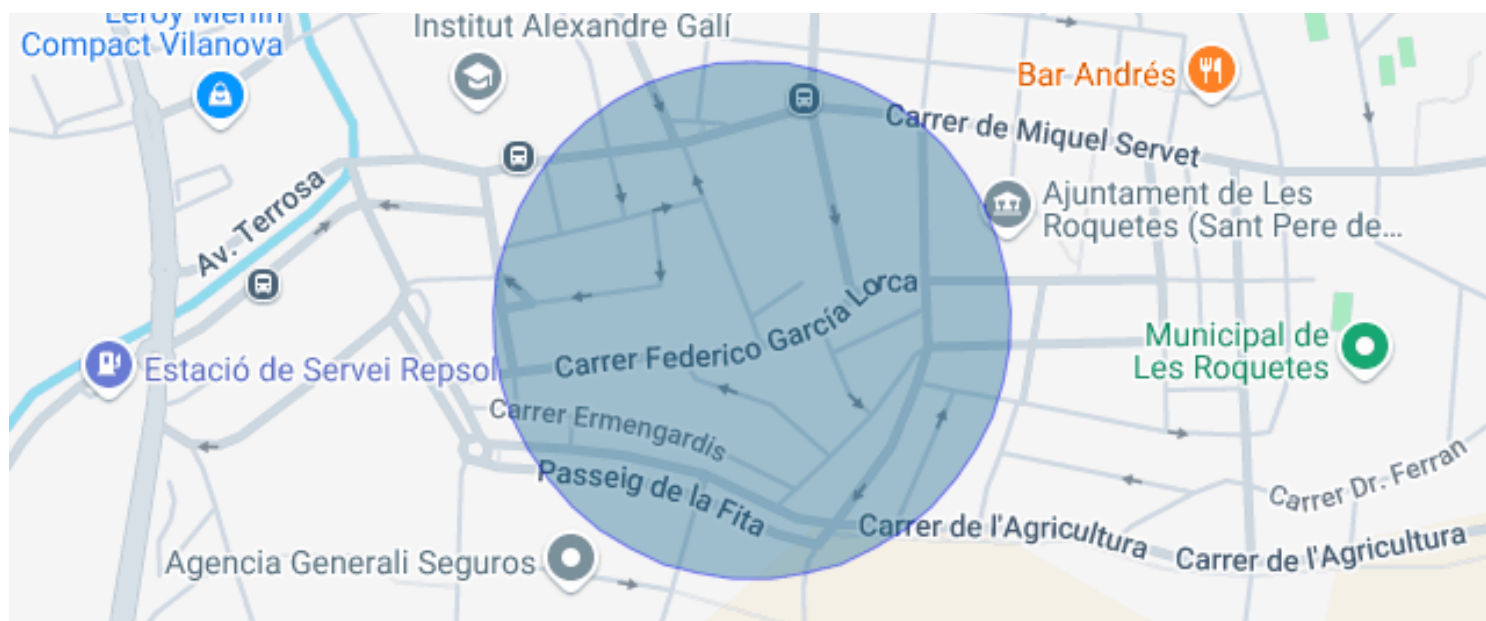 Leroy Merlin
Compact Vilanova
Institut Alexandre Galí
Bar Andrés
Carrer de Miquel Servet
Av. Terrosa
Ajuntament de Les
Roquetes (Sant Pere de...
Carrer Federico García Lorca
Municipal de
Les Roquetes
Estació de Servei Repsol
Carrer Ermengardis
Passeig de la Fita
Carrer Dr. Ferran
Carrer de l'Agricultura
Carrer de l'Agricultura
Agencia Generali Seguros